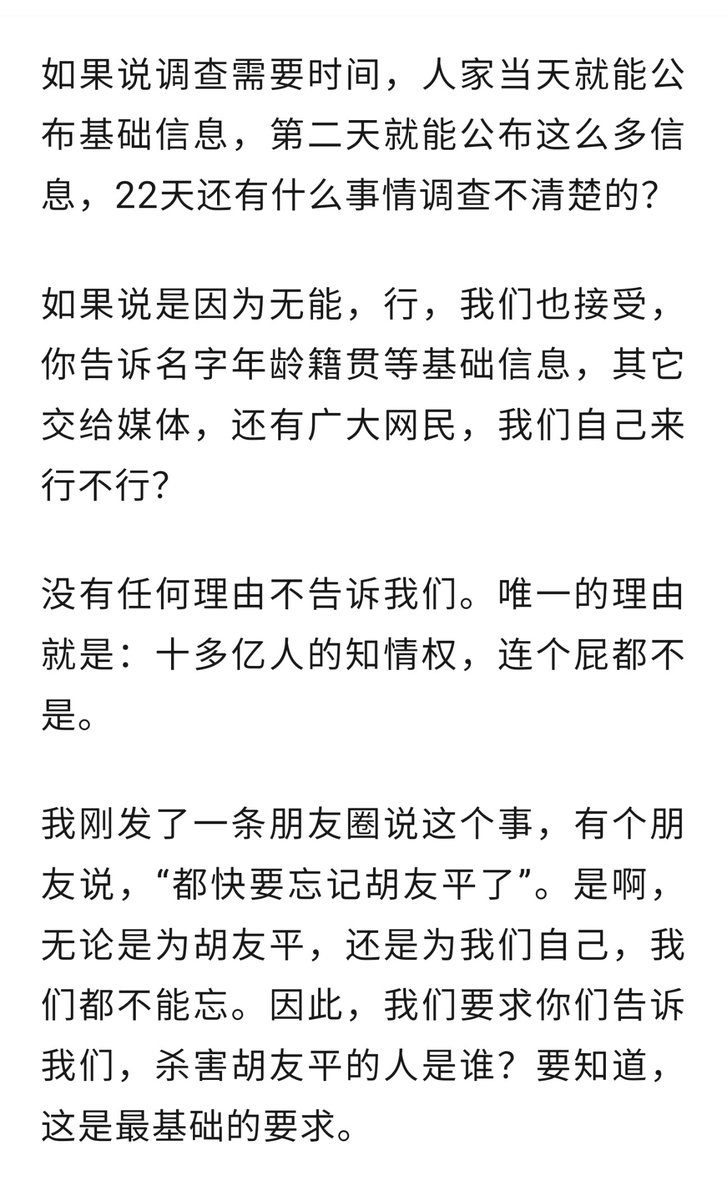 如果说调查需要时间，人家当天就能公
布基础信息，第二天就能公布这么多信
息，22天还有什么事情调查不清楚的？
如果说是因为无能，行，我们也接受，
你告诉名字年龄籍贯等基础信息，其它
交给媒体，还有广大网民，我们自己来
行不行？
没有任何理由不告诉我们。唯一的理由
就是：十多亿人的知情权，连个屁都不
是。
我刚发了一条朋友圈说这个事，有个朋
友说，“都快要忘记胡友平了”。是啊，
无论是为胡友平，还是为我们自己，我
们都不能忘。因此，我们要求你们告诉
我们，杀害胡友平的人是谁？要知道，
这是最基础的要求。